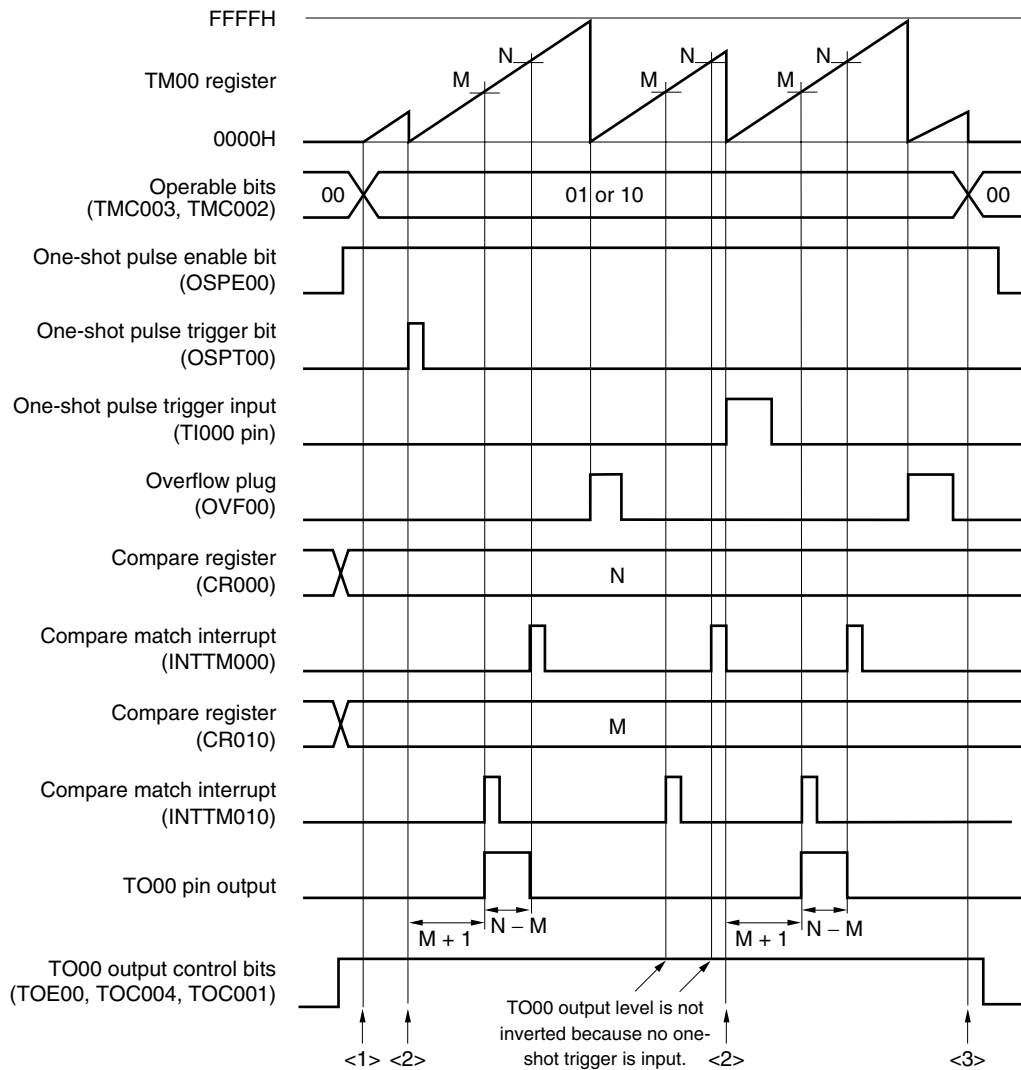 FFFFH
N
N
N
TM00 register
M
M
M
0000H
Operable bits
(TMC003, TMC002)
00
01 or 10
00
One-shot pulse enable bit
(OSPE00)
One-shot pulse trigger bit
(OSPT00)
One-shot pulse trigger input
(TI000 pin)
Overflow plug
(OVF00)
Compare register
(CR000)
N
Compare match interrupt
(INTTM000)
Compare register
(CR010)
M
Compare match interrupt
(INTTM010)
TO00 pin output
M + 1
N − M
M + 1
N − M
TO00 output control bits
(TOE00, TOC004, TOC001)
TO00 output level is not
inverted because no one-
shot trigger is input.
<1>
<2>
<2>
<3>